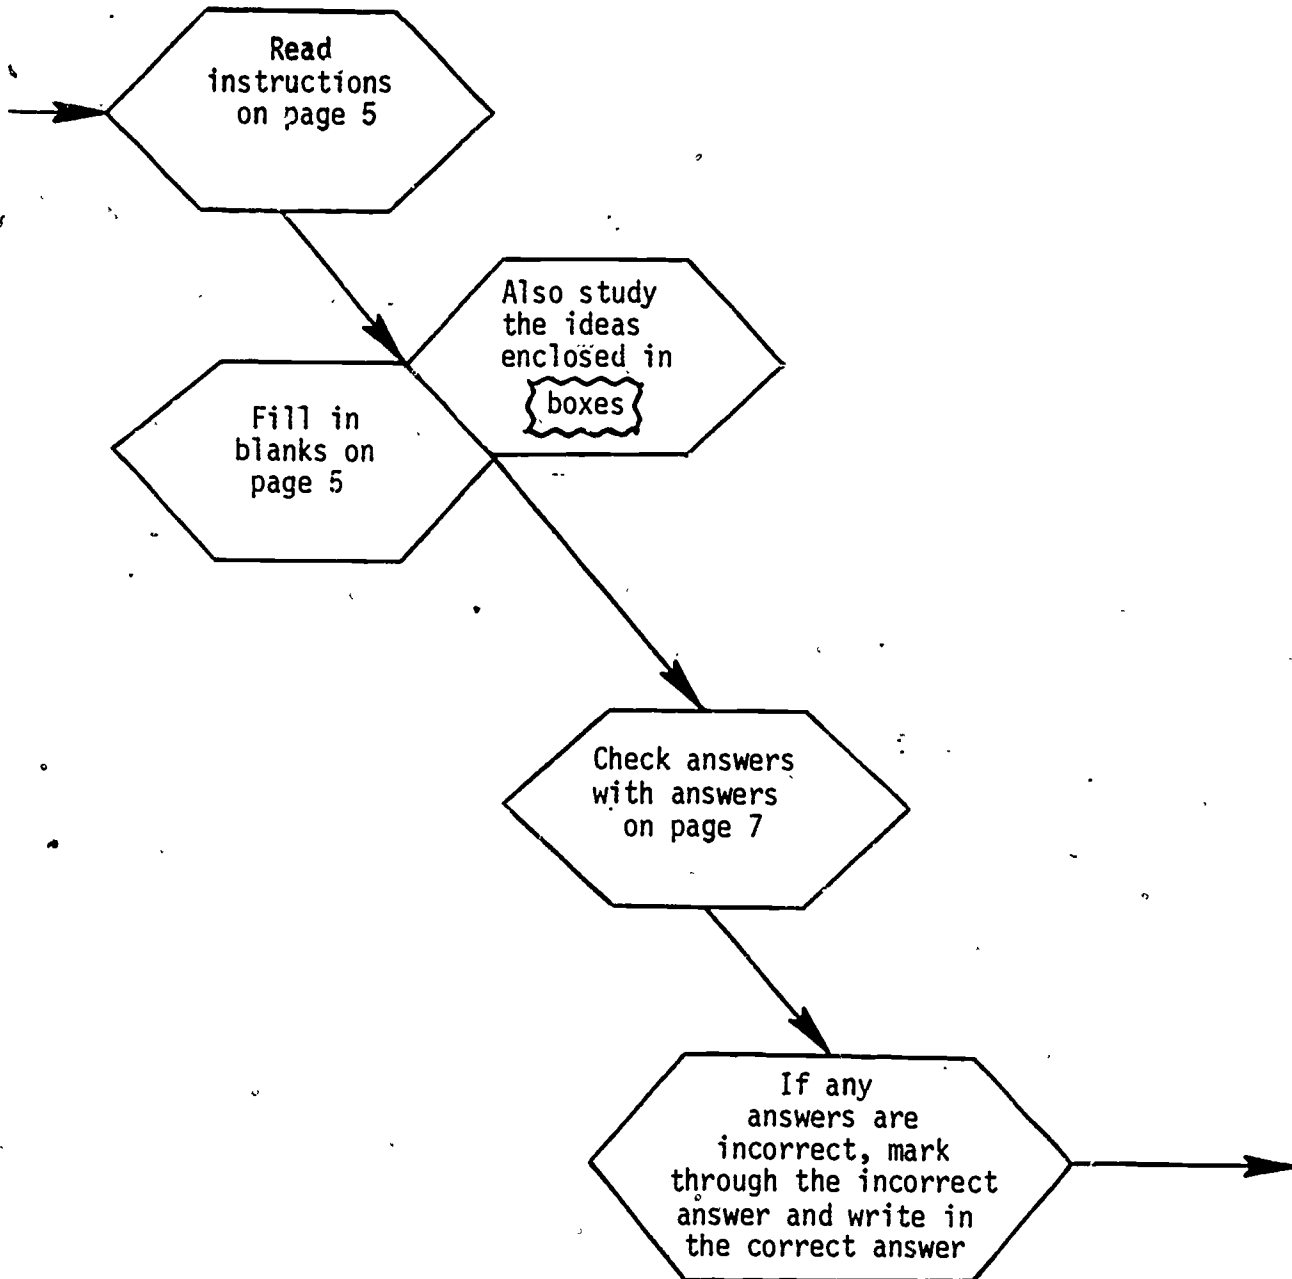 Read
instructions
on page 5
Also study
the ideas
enclosed in
boxes
Fill in
blanks on
page 5
Check answers
with answers
on page 7
If any
answers are
incorrect, mark
through the incorrect
answer and write in
the correct answer